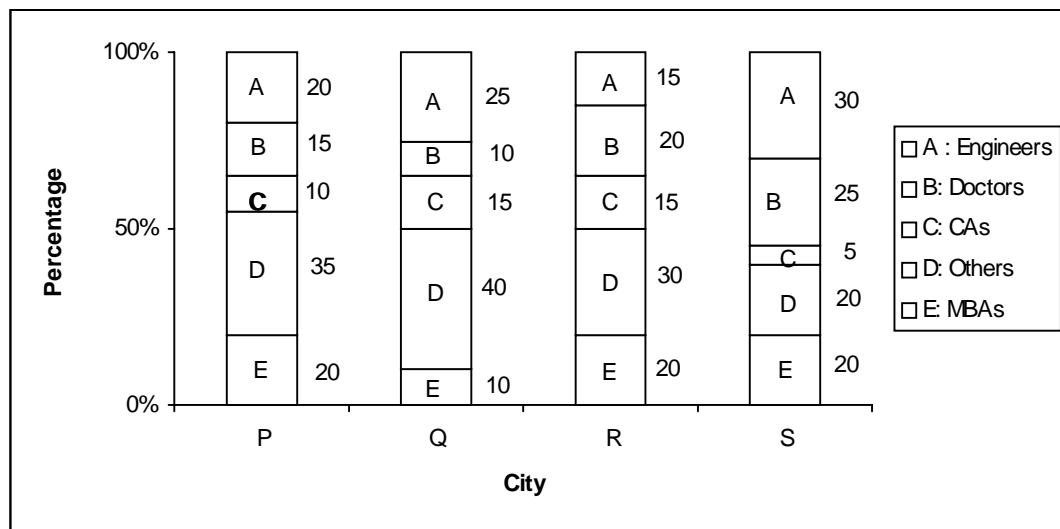 100%
50%
0%
Percentage
A 20
B 15
C 10
D 35
E 20
A 25
B 10
C 15
D 40
E 10
A 15
B 20
C 15
D 30
E 20
A 30
B 25
C 5
D 20
E 20
P Q R S
City
A : Engineers
B: Doctors
C: CAs
D: Others
E: MBAs